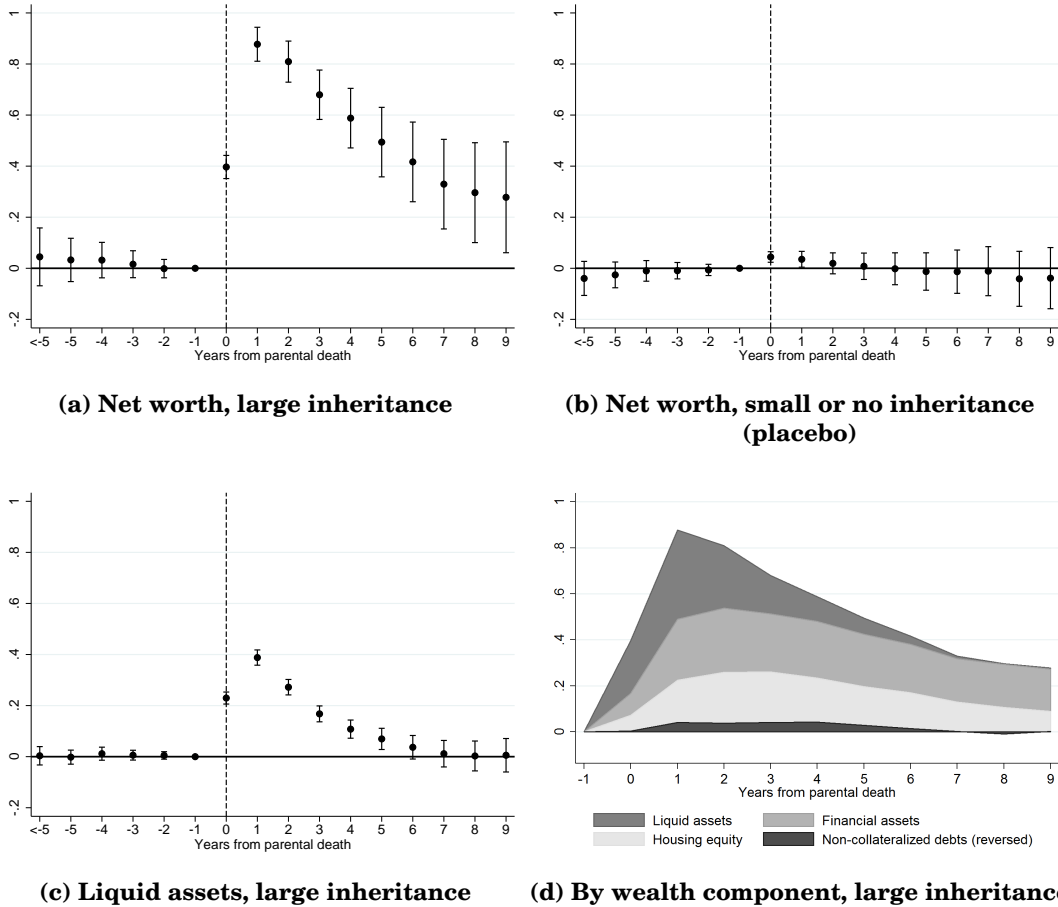 1
.8
.6
.4
.2
0
-.2
<-5 -5 -4 -3 -2 -1 0 1 2 3 4 5 6 7 8 9
Years from parental death
(a) Net worth, large inheritance
1
.8
.6
.4
.2
0
-.2
<-5 -5 -4 -3 -2 -1 0 1 2 3 4 5 6 7 8 9
Years from parental death
(b) Net worth, small or no inheritance
(placebo)
1
.8
.6
.4
.2
0
-.2
<-5 -5 -4 -3 -2 -1 0 1 2 3 4 5 6 7 8 9
Years from parental death
(c) Liquid assets, large inheritance
1
.8
.6
.4
.2
0
-1 0 1 2 3 4 5 6 7 8 9
Years from parental death
Liquid assets Financial assets
Housing equity Non-collateralized debts (reversed)
(d) By wealth component, large inheritanc